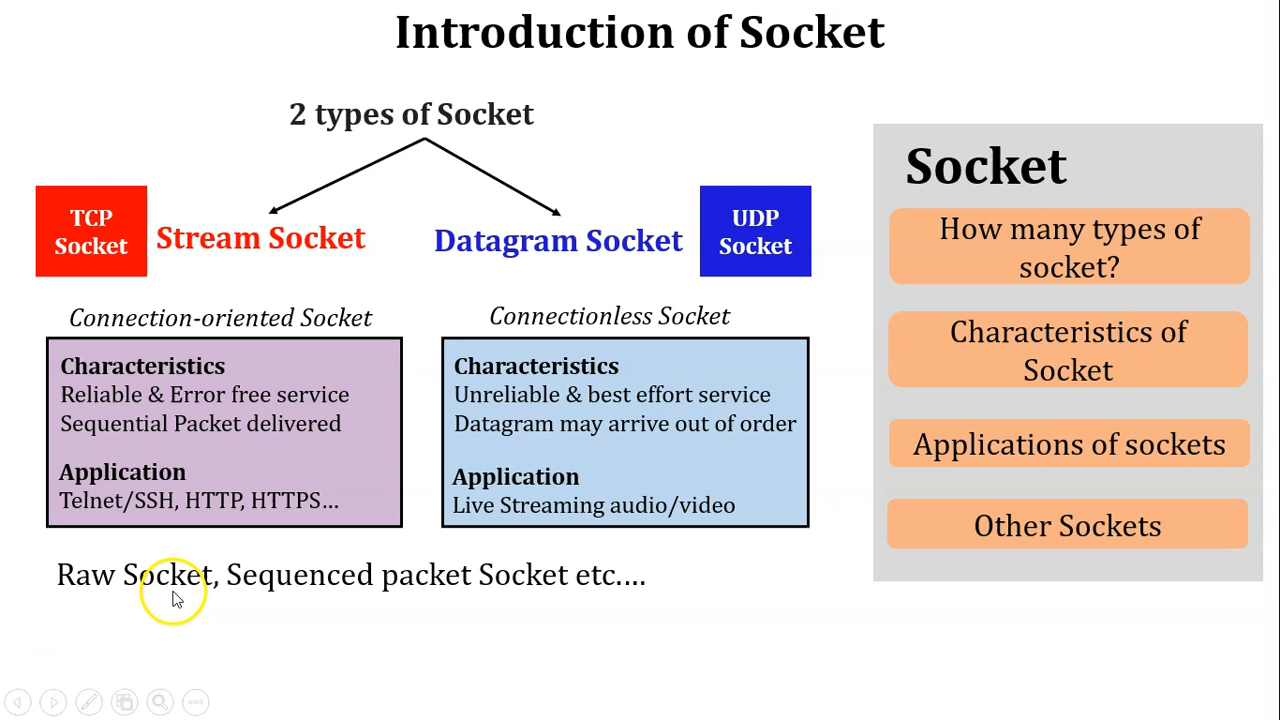 Introduction of Socket
2 types of Socket
TCP
Socket
Stream Socket
Datagram Socket
UDP
Socket
Connection-oriented Socket
Characteristics
Reliable & Error free service
Sequential Packet delivered
Application
Telnet/SSH, HTTP, HTTPS...
Connectionless Socket
Characteristics
Unreliable & best effort service
Datagram may arrive out of order
Application
Live Streaming audio/video
Raw Socket, Sequenced packet Socket etc....
Socket
How many types of
socket?
Characteristics of
Socket
Applications of sockets
Other Sockets